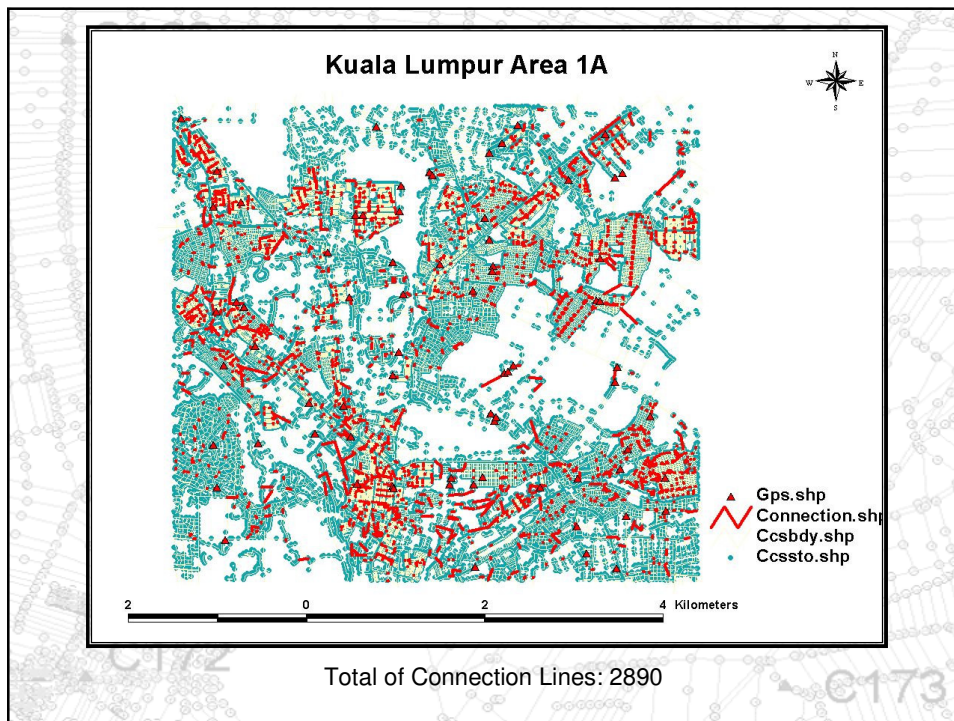 Kuala Lumpur Area 1A
N
W E
S
Gps.shp
Connection.shp
Ccsbdy.shp
Ccssto.shp
2 0 2 4 Kilometers
C172
Total of Connection Lines: 2890
C173